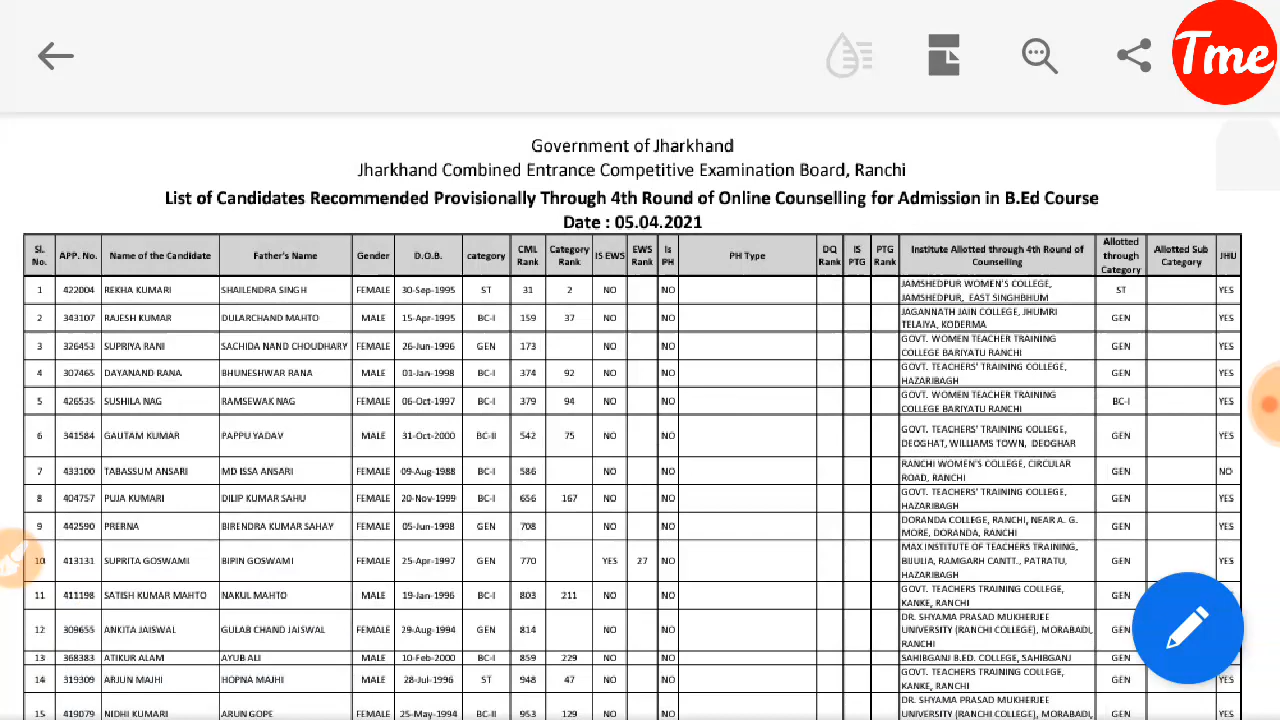 Tme
Government of Jharkhand
Jharkhand Combined Entrance Competitive Examination Board, Ranchi
List of Candidates Recommended Provisionally Through 4th Round of Online Counselling for Admission in B.Ed Course
Date : 05.04.2021
Sl. No. APP. No. Name of the Candidate Father's Name Gender D.O.B. category CML Rank Category Rank IS EWS EWS Rank Is PH PH Type DQ Rank IS PTG PTG Rank Institute Allotted through 4th Round of Counselling Allotted through Category Allotted Sub Category JHU
1 422004 REKHA KUMARI SHAILENDRA SINGH FEMALE 30-Sep-1995 ST 31 2 NO NO JAMSHEDPUR WOMEN'S COLLEGE, JAMSHEDPUR, EAST SINGHBHUM ST YES
2 343107 RAJESH KUMAR DULARCHAND MAHTO MALE 15-Apr-1995 BC-I 159 37 NO NO JAGANNATH JAIN COLLEGE, JHUMRI TELAIYA, KODERMA GEN YES
3 326453 SUPRIYA RANI SACHIDA NAND CHOUDHARY FEMALE 26-Jun-1996 GEN 173 NO NO GOVT. WOMEN TEACHER TRAINING COLLEGE BARIYATU RANCHI GEN YES
4 307465 DAYANAND RANA BHUNESHWAR RANA MALE 01-Jan-1998 BC-I 374 92 NO NO GOVT. TEACHERS' TRAINING COLLEGE, HAZARIBAGH GEN YES
5 426535 SUSHILA NAG RAMSEWAK NAG FEMALE 06-Oct-1997 BC-I 379 94 NO NO GOVT. WOMEN TEACHER TRAINING COLLEGE BARIYATU RANCHI BC-I YES
6 341584 GAUTAM KUMAR PAPPU YADAV MALE 31-Oct-2000 BC-II 542 75 NO NO GOVT. TEACHERS' TRAINING COLLEGE, DEOGHAT, WILLIAMS TOWN, DEOGHAR GEN YES
7 433100 TABASSUM ANSARI MD ISSA ANSARI FEMALE 09-Aug-1988 BC-I 586 NO NO RANCHI WOMEN'S COLLEGE, CIRCULAR ROAD, RANCHI GEN NO
8 404757 PUJA KUMARI DILIP KUMAR SAHU FEMALE 20-Nov-1999 BC-I 656 167 NO NO GOVT. TEACHERS' TRAINING COLLEGE, HAZARIBAGH GEN YES
9 442590 PRERNA BIRENDRA KUMAR SAHAY FEMALE 05-Jun-1998 GEN 708 NO NO DORANDA COLLEGE, RANCHI, NEAR A. G. MORE, DORANDA, RANCHI GEN YES
10 413131 SUPRITA GOSWAMI BIPIN GOSWAMI FEMALE 25-Apr-1997 GEN 770 YES 27 NO MAX INSTITUTE OF TEACHERS TRAINING, BIJULIA, RAMGARH CANTT., PATRATU, HAZARIBAGH GEN YES
11 411198 SATISH KUMAR MAHTO NAKUL MAHTO MALE 19-Jan-1996 BC-I 803 211 NO NO GOVT. TEACHERS TRAINING COLLEGE, KANKE, RANCHI GEN YES
12 309655 ANKITA JAISWAL GULAB CHAND JAISWAL FEMALE 29-Aug-1994 GEN 814 NO NO DR. SHYAMA PRASAD MUKHERJEE UNIVERSITY (RANCHI COLLEGE), MORABADI, RANCHI GEN
13 368383 ATIKUR ALAM AYUB ALI MALE 10-Feb-2000 BC-I 859 229 NO NO SAHIBGANJ B.ED. COLLEGE, SAHIBGANJ GEN YES
14 319309 ARJUN MAJHI HOPNA MAJHI MALE 28-Jul-1996 ST 948 47 NO NO GOVT. TEACHERS TRAINING COLLEGE, KANKE, RANCHI GEN YES
15 419079 NIDHI KUMARI ARUN GOPE FEMALE 25-May-1994 BC-II 953 129 NO NO DR. SHYAMA PRASAD MUKHERJEE UNIVERSITY (RANCHI COLLEGE), MORABADI, GEN YES